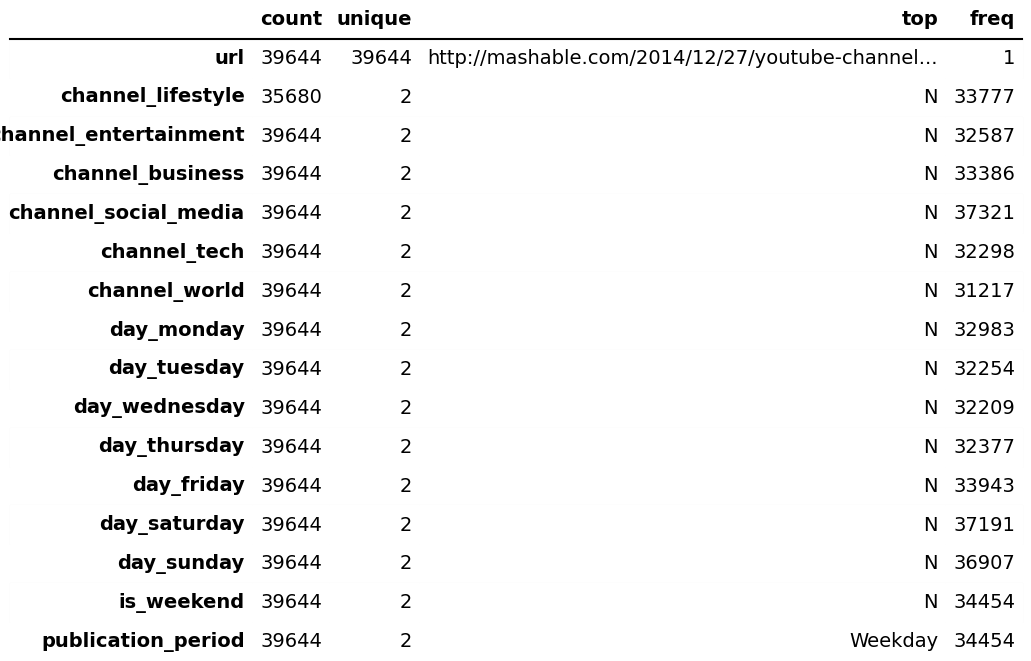 count unique top freq
url 39644 39644 http://mashable.com/2014/12/27/youtube-channel... 1
channel_lifestyle 35680 2 N 33777
hannel_entertainment 39644 2 N 32587
channel_business 39644 2 N 33386
channel_social_media 39644 2 N 37321
channel_tech 39644 2 N 32298
channel_world 39644 2 N 31217
day_monday 39644 2 N 32983
day_tuesday 39644 2 N 32254
day_wednesday 39644 2 N 32209
day_thursday 39644 2 N 32377
day_friday 39644 2 N 33943
day_saturday 39644 2 N 37191
day_sunday 39644 2 N 36907
is_weekend 39644 2 N 34454
publication_period 39644 2 Weekday 34454